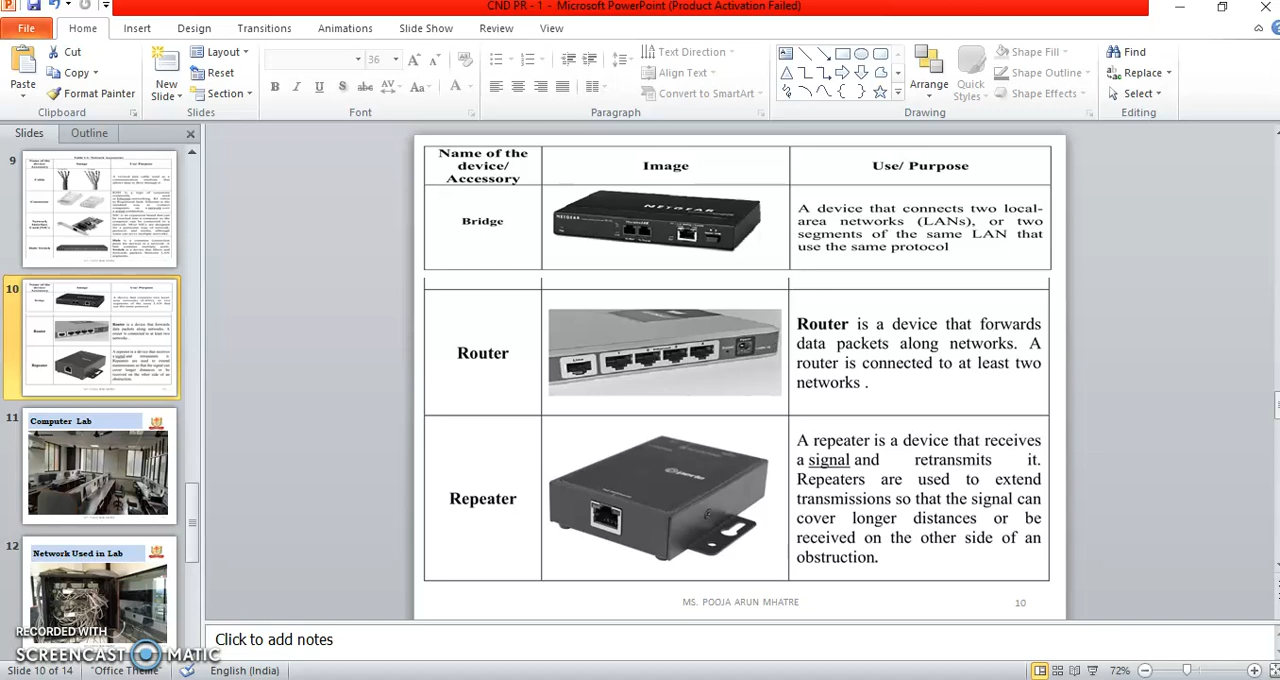 CND PR - 1 - Microsoft PowerPoint (Product Activation Failed)
File Home Insert Design Transitions Animations Slide Show Review View
Cut
Copy
Format Painter
Paste
Clipboard
New Slide
Layout
Reset
Section
Slides
36
Font
Text Direction
Align Text
Convert to SmartArt
Paragraph
Arrange
Quick Styles
Shape Fill
Shape Outline
Shape Effects
Drawing
Find
Replace
Select
Editing
Slides Outline
9
10
11
Computer Lab
12
Network Used in Lab
Name of the
device/
Accessory
Image
Use/ Purpose
Bridge
NETGEAR
A device that connects two local-
area networks (LANs), or two
segments of the same LAN that
use the same protocol
Router
Router is a device that forwards
data packets along networks. A
router is connected to at least two
networks .
Repeater
perle
A repeater is a device that receives
a signal and retransmits it.
Repeaters are used to extend
transmissions so that the signal can
cover longer distances or be
received on the other side of an
obstruction.
MS. POOJA ARUN MHATRE
10
Click to add notes
RECORDED WITH
SCREENCAST MATIC
Slide 10 of 14
"Office Theme"
English (India)
72%